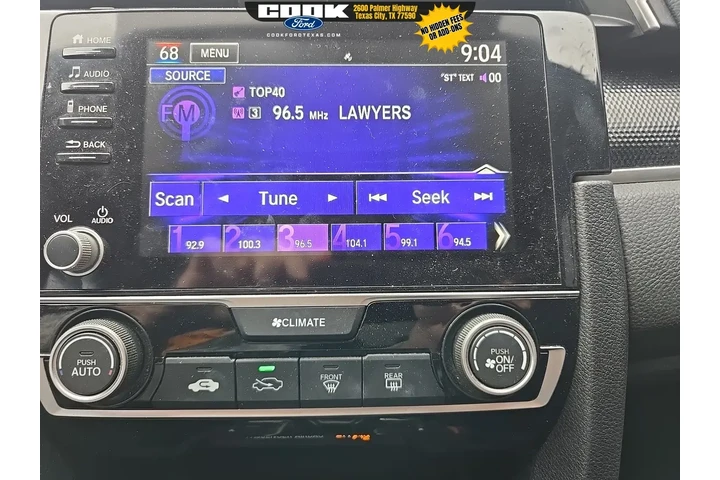 COOK
Ford
COOKFORDTEXAS.COM
2600 Palmer Highway
Texas City, TX 77590
NO HIDDEN FEES
OR ADD-ONS
HOME
AUDIO
PHONE
BACK
VOL
AUDIO
68 MENU 9:04
SOURCE "ST" TEXT 00
TOP40
FM
3 96.5 MHz LAWYERS
Scan Tune Seek
1 92.9 2 100.3 3 96.5 4 104.1 5 99.1 6 94.5
CLIMATE
PUSH
AUTO
FRONT
REAR
PUSH
ON/
OFF